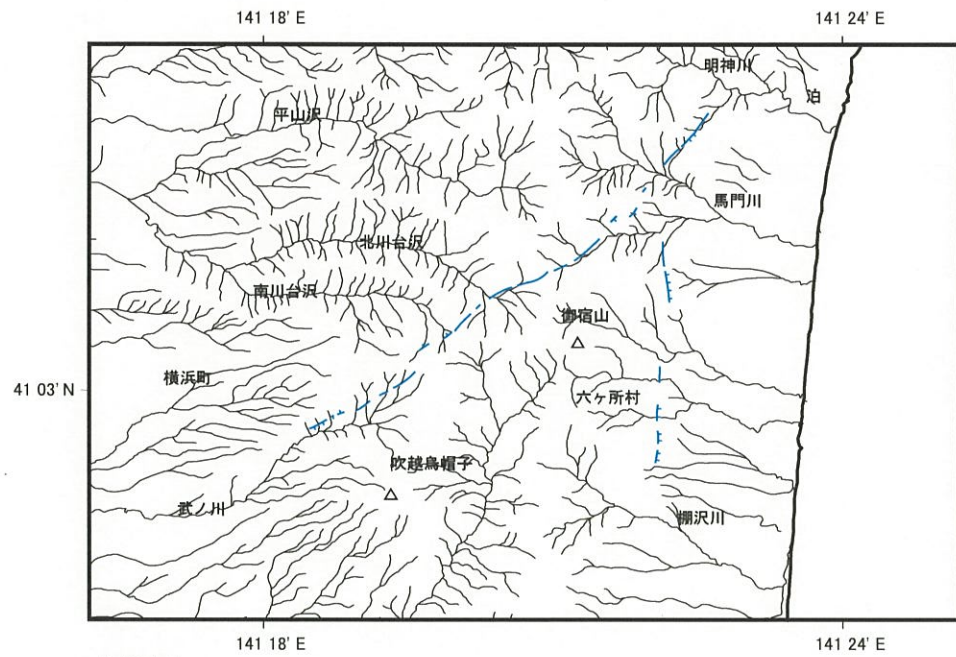 141 18' E
141 24' E
明神川
泊
平山沢
馬門川
北川台沢
南川台沢
御宿山
横浜町
41 03' N
六ヶ所村
吹越烏帽子
武ノ川
棚沢川
141 18' E
141 24' E